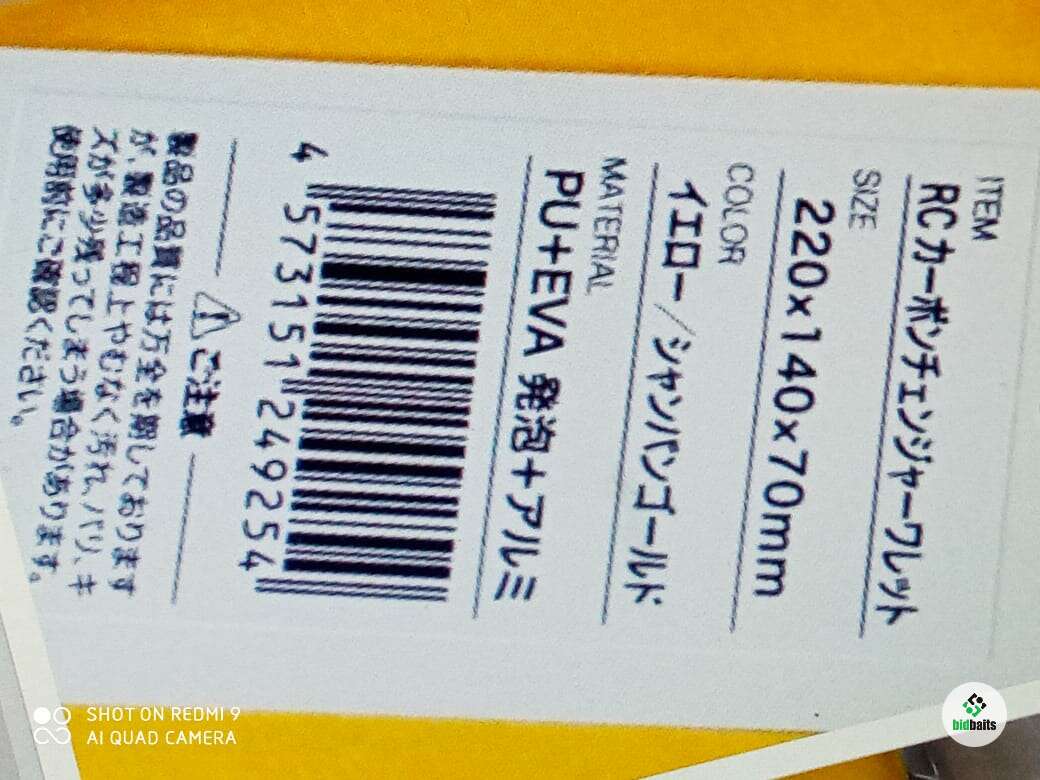 ITEM
RCカーボンチェンジャーワレット
SIZE
220×140×70mm
COLOR
イエロー/シャンパンゴールド
MATERIAL
PU+EVA 発泡+アルミ
4 573151 249254
ご注意
製品の品質には万全を期しております
が、製造工程上やむなく汚れ、バリ、キ
ズが多少残ってしまう場合があります。
使用前にご確認ください。
SHOT ON REDMI 9
AI QUAD CAMERA
bidbaits